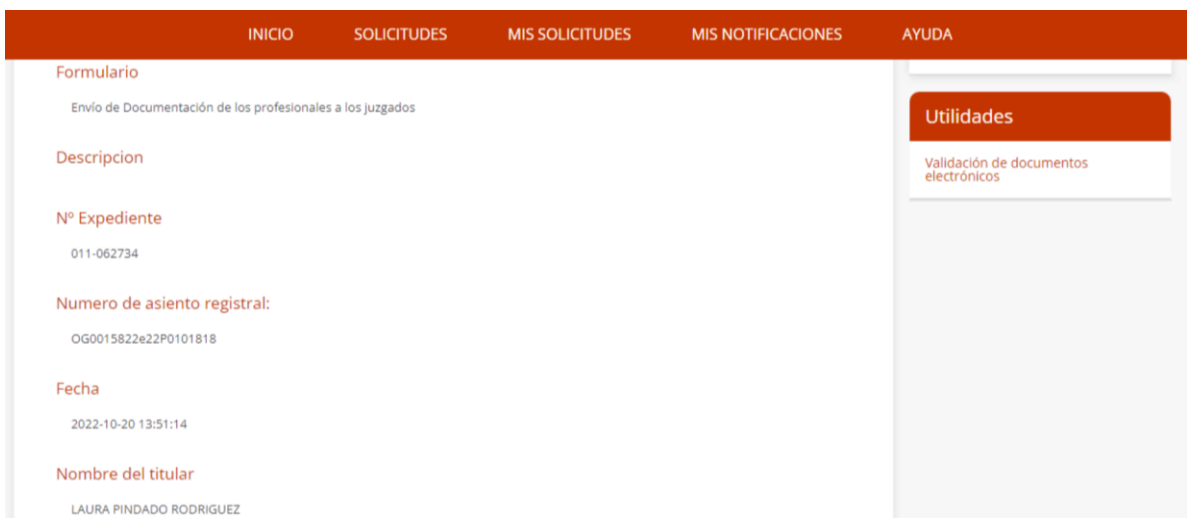 INICIO SOLICITUDES MIS SOLICITUDES MIS NOTIFICACIONES AYUDA
Formulario
Envío de Documentación de los profesionales a los juzgados
Descripcion
Nº Expediente
011-062734
Numero de asiento registral:
OG0015822e22P0101818
Fecha
2022-10-20 13:51:14
Nombre del titular
LAURA PINDADO RODRIGUEZ
Utilidades
Validación de documentos
electrónicos